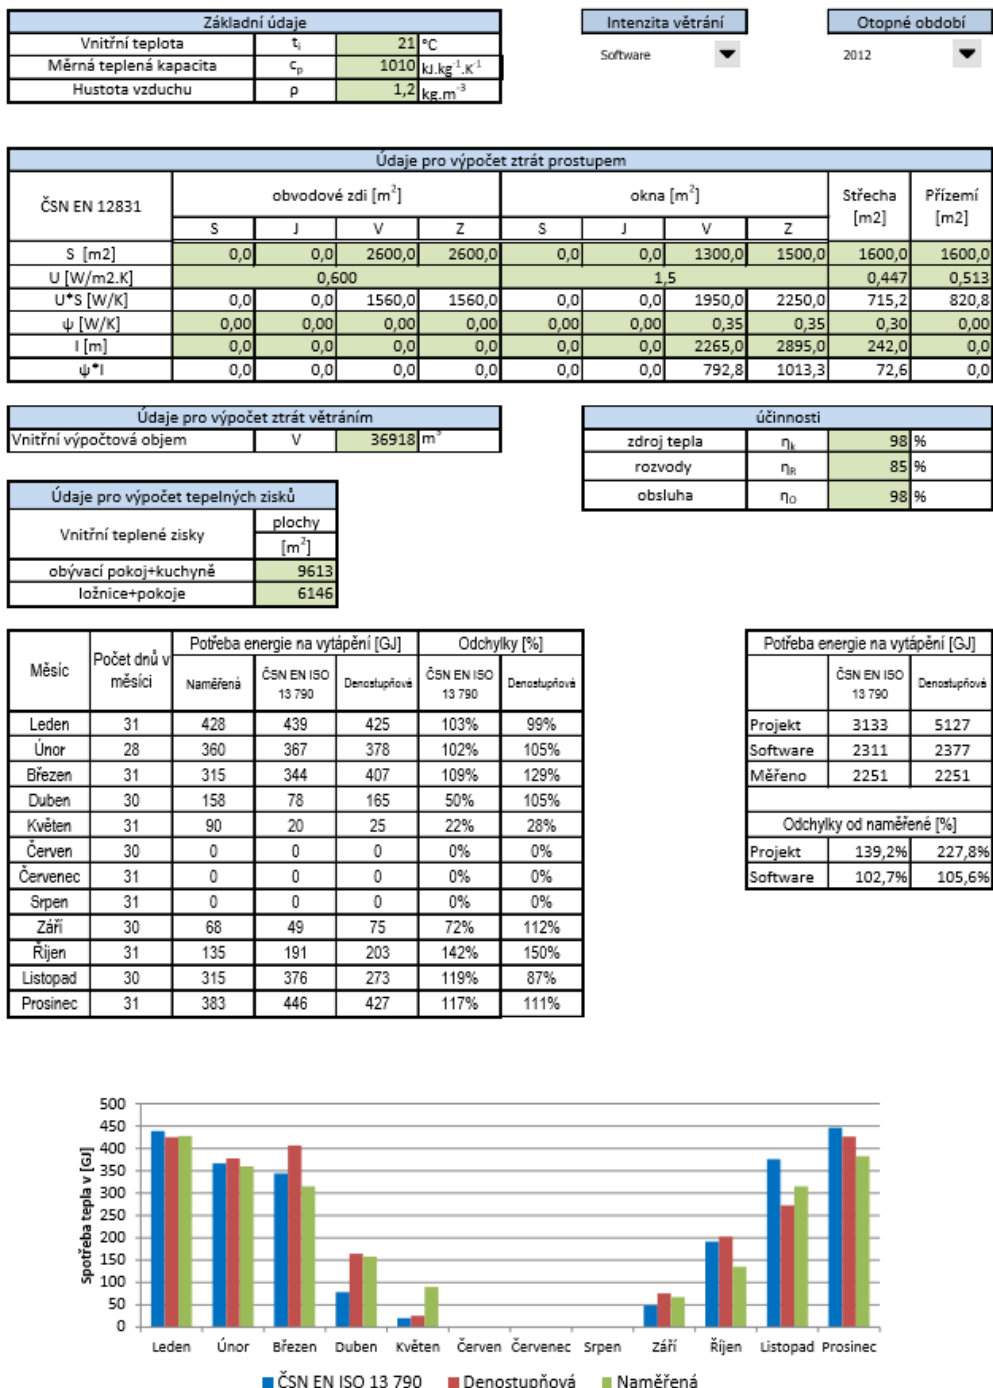 Základní údaje
Vnitřní teplota tᵢ 21 °C
Měrná teplená kapacita cₚ 1010 kJ.kg⁻¹.K⁻¹
Hustota vzduchu ρ 1,2 kg.m⁻³
Intenzita větrání
Software
Otopné období
2012
Údaje pro výpočet ztrát prostupem
ČSN EN 12831 obvodové zdi [m²] okna [m²] Střecha [m2] Přízemí [m2]
S J V Z S J V Z
S [m2] 0,0 0,0 2600,0 2600,0 0,0 0,0 1300,0 1500,0 1600,0 1600,0
U [W/m2.K] 0,600 1,5 0,447 0,513
U*S [W/K] 0,0 0,0 1560,0 1560,0 0,0 0,0 1950,0 2250,0 715,2 820,8
ψ [W/K] 0,00 0,00 0,00 0,00 0,00 0,00 0,35 0,35 0,30 0,00
l [m] 0,0 0,0 0,0 0,0 0,0 0,0 2265,0 2895,0 242,0 0,0
ψ*l 0,0 0,0 0,0 0,0 0,0 0,0 792,8 1013,3 72,6 0,0
Údaje pro výpočet ztrát větráním
Vnitřní výpočtová objem V 36918 m³
účinnosti
zdroj tepla ηₖ 98 %
rozvody η_R 85 %
obsluha η_O 98 %
Údaje pro výpočet tepelných zisků
Vnitřní teplené zisky plochy [m²]
obývací pokoj+kuchyně 9613
ložnice+pokoje 6146
Měsíc Počet dnů v měsíci Potřeba energie na vytápění [GJ] Odchylky [%]
Naměřená ČSN EN ISO 13 790 Denostupňová ČSN EN ISO 13 790 Denostupňová
Leden 31 428 439 425 103% 99%
Únor 28 360 367 378 102% 105%
Březen 31 315 344 407 109% 129%
Duben 30 158 78 165 50% 105%
Květen 31 90 20 25 22% 28%
Červen 30 0 0 0 0% 0%
Červenec 31 0 0 0 0% 0%
Srpen 31 0 0 0 0% 0%
Září 30 68 49 75 72% 112%
Říjen 31 135 191 203 142% 150%
Listopad 30 315 376 273 119% 87%
Prosinec 31 383 446 427 117% 111%
Potřeba energie na vytápění [GJ]
ČSN EN ISO 13 790 Denostupňová
Projekt 3133 5127
Software 2311 2377
Měřeno 2251 2251
Odchylky od naměřené [%]
Projekt 139,2% 227,8%
Software 102,7% 105,6%
Spotřeba tepla v [GJ]
500
450
400
350
300
250
200
150
100
50
0
Leden Únor Březen Duben Květen Červen Červenec Srpen Září Říjen Listopad Prosinec
ČSN EN ISO 13 790 Denostupňová Naměřená